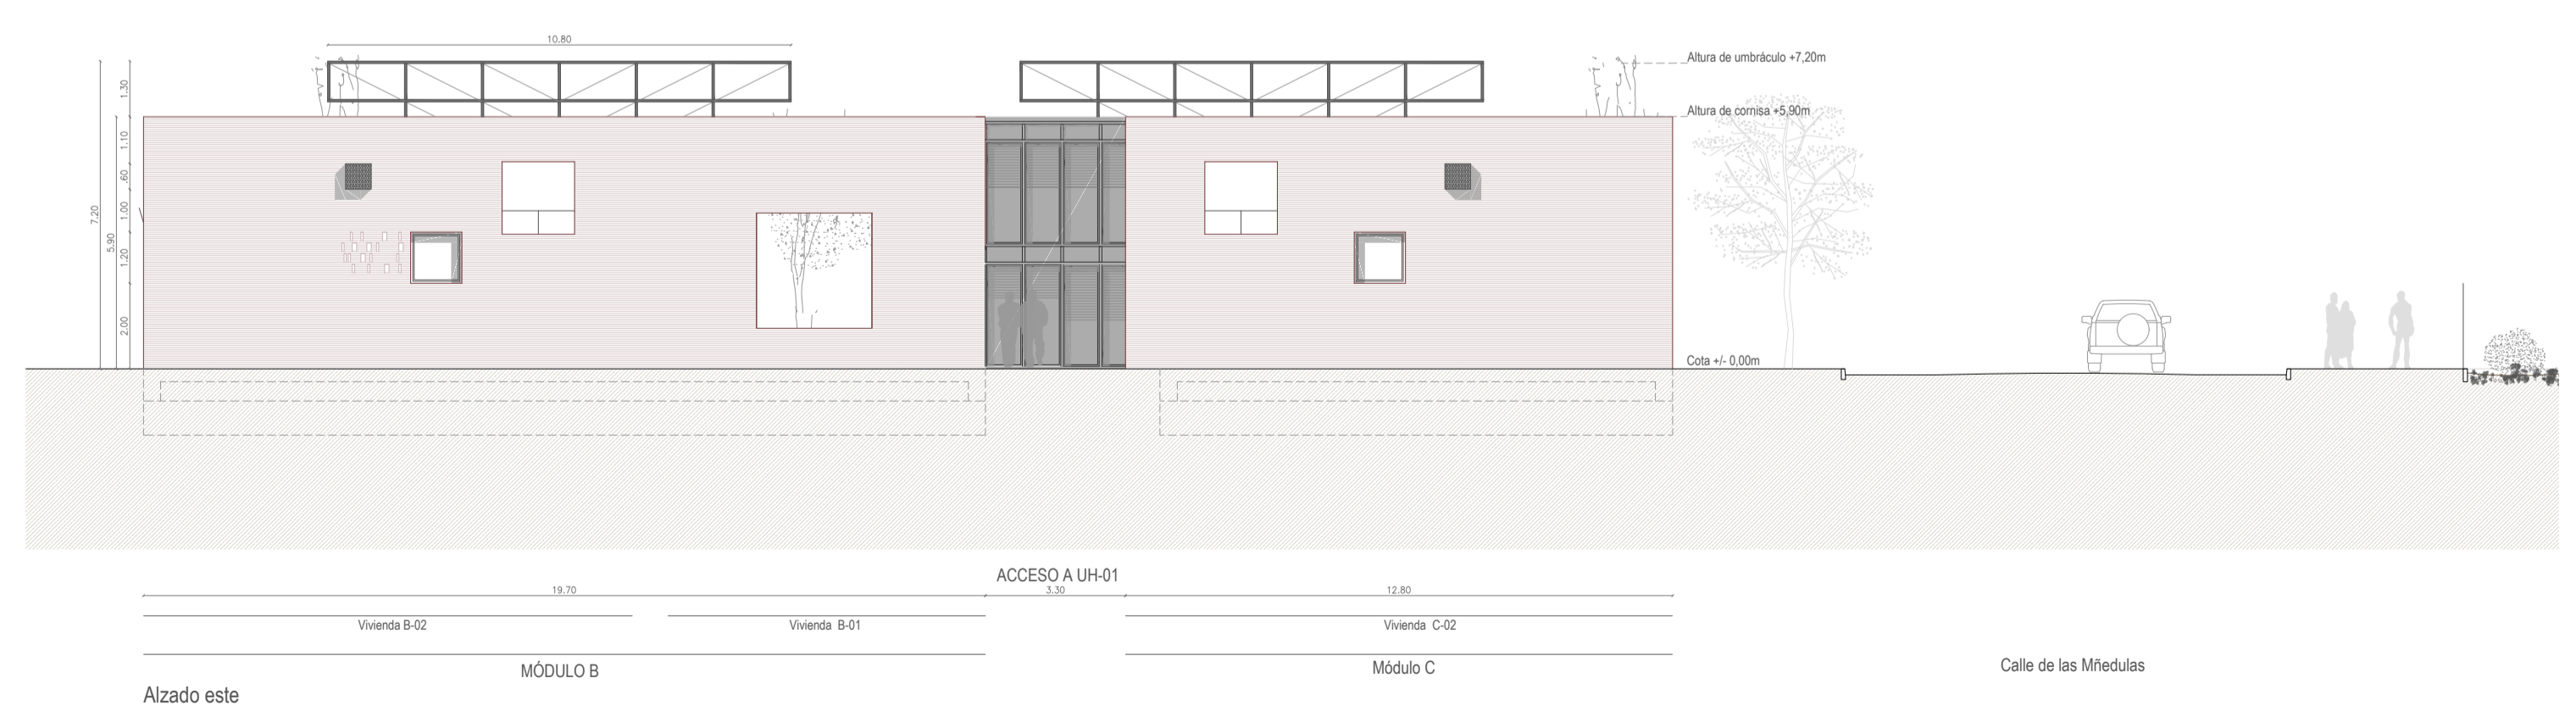 10.80
Altura de umbráculo +7,20m
1.30
Altura de cornisa +5,90m
1.10
.60
1.00
7.20
5.90
1.20
2.00
Cota +/- 0,00m
ACCESO A UH-01
19.70
3.30
12.80
Vivienda B-02
Vivienda B-01
Vivienda C-02
MÓDULO B
Módulo C
Calle de las Mñedulas
Alzado este